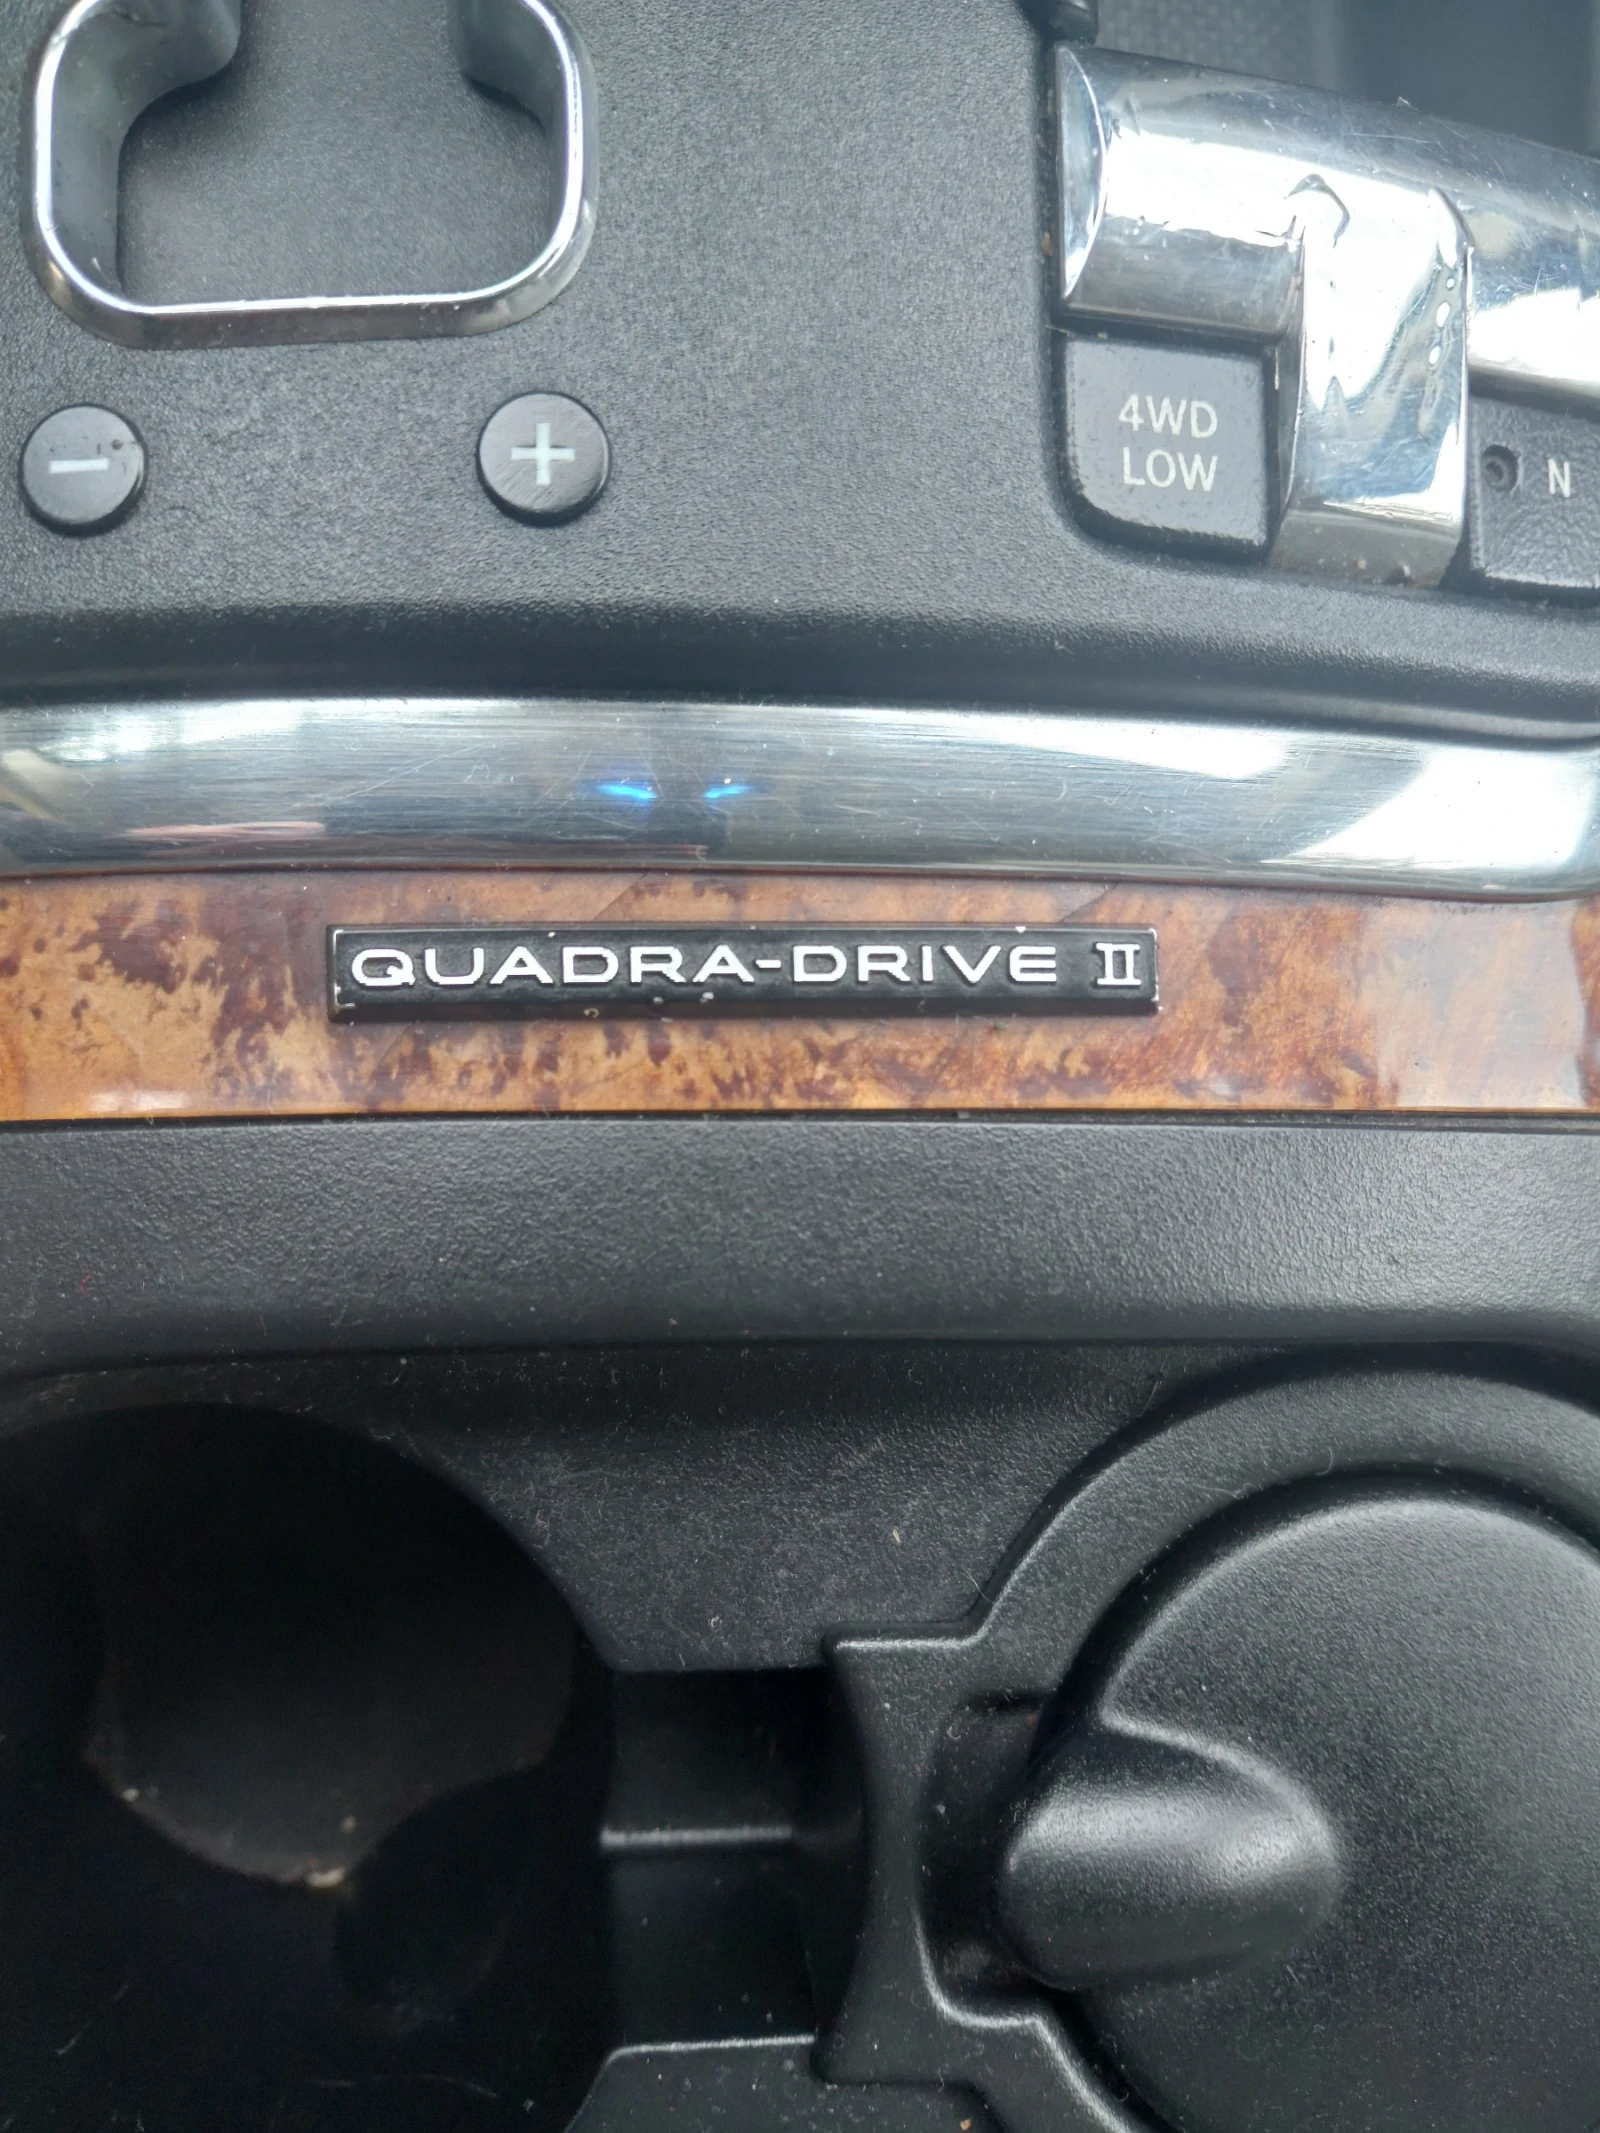 - +
4WD
LOW
N
QUADRA-DRIVE II